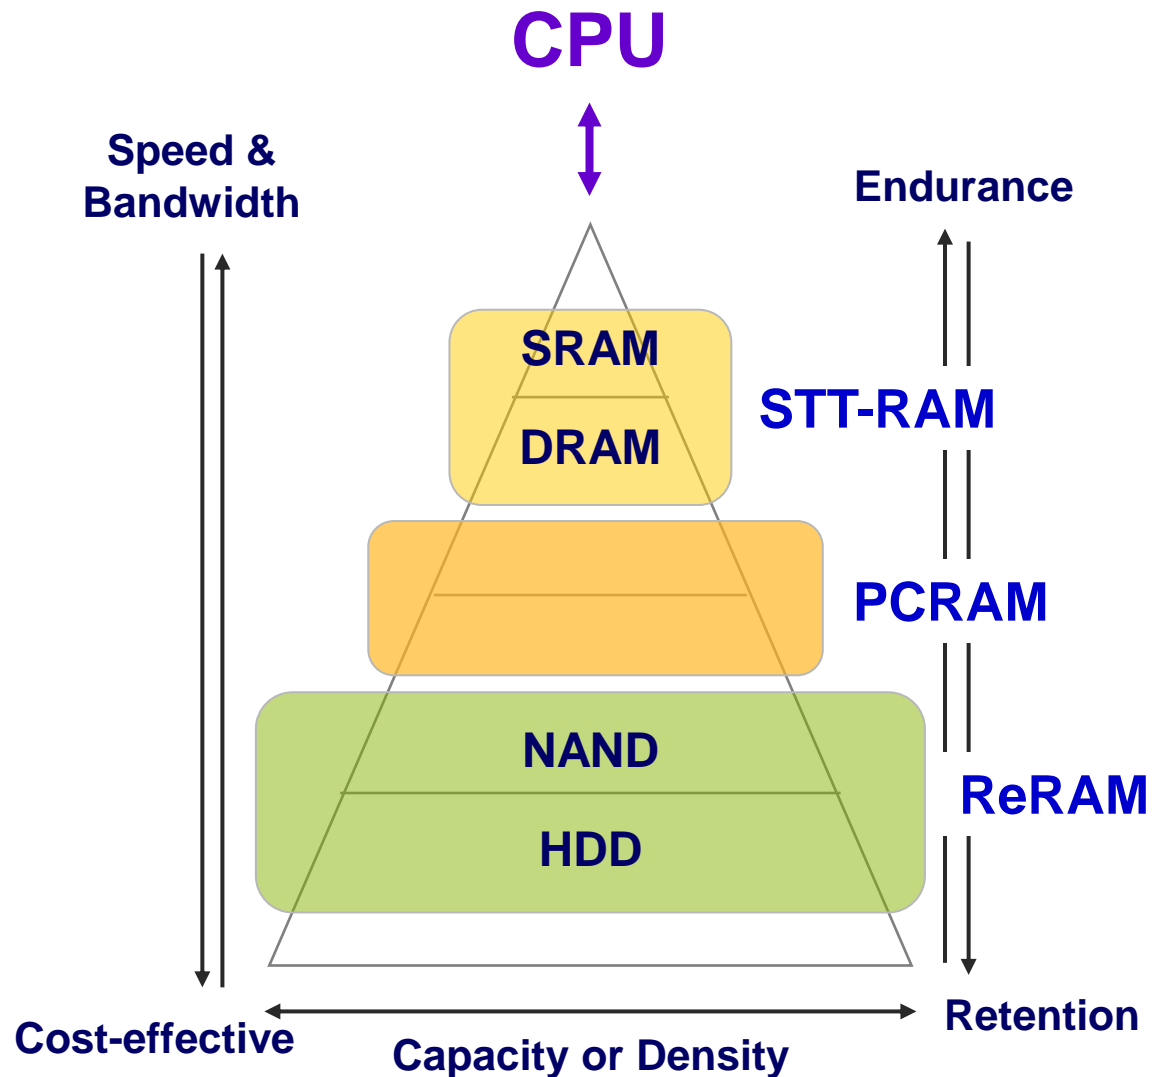 CPU
Speed &
Bandwidth
Endurance
SRAM
STT-RAM
DRAM
PCRAM
NAND
ReRAM
HDD
Retention
Cost-effective
Capacity or Density